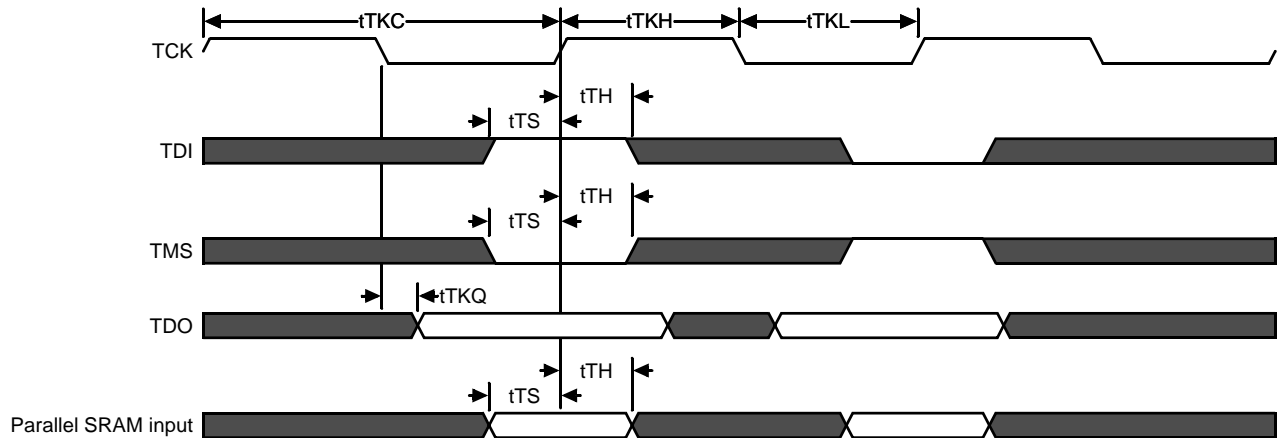 tTKC tTKH tTKL
TCK
tTH
tTS
TDI
tTH
tTS
TMS
tTKQ
TDO
tTH
tTS
Parallel SRAM input